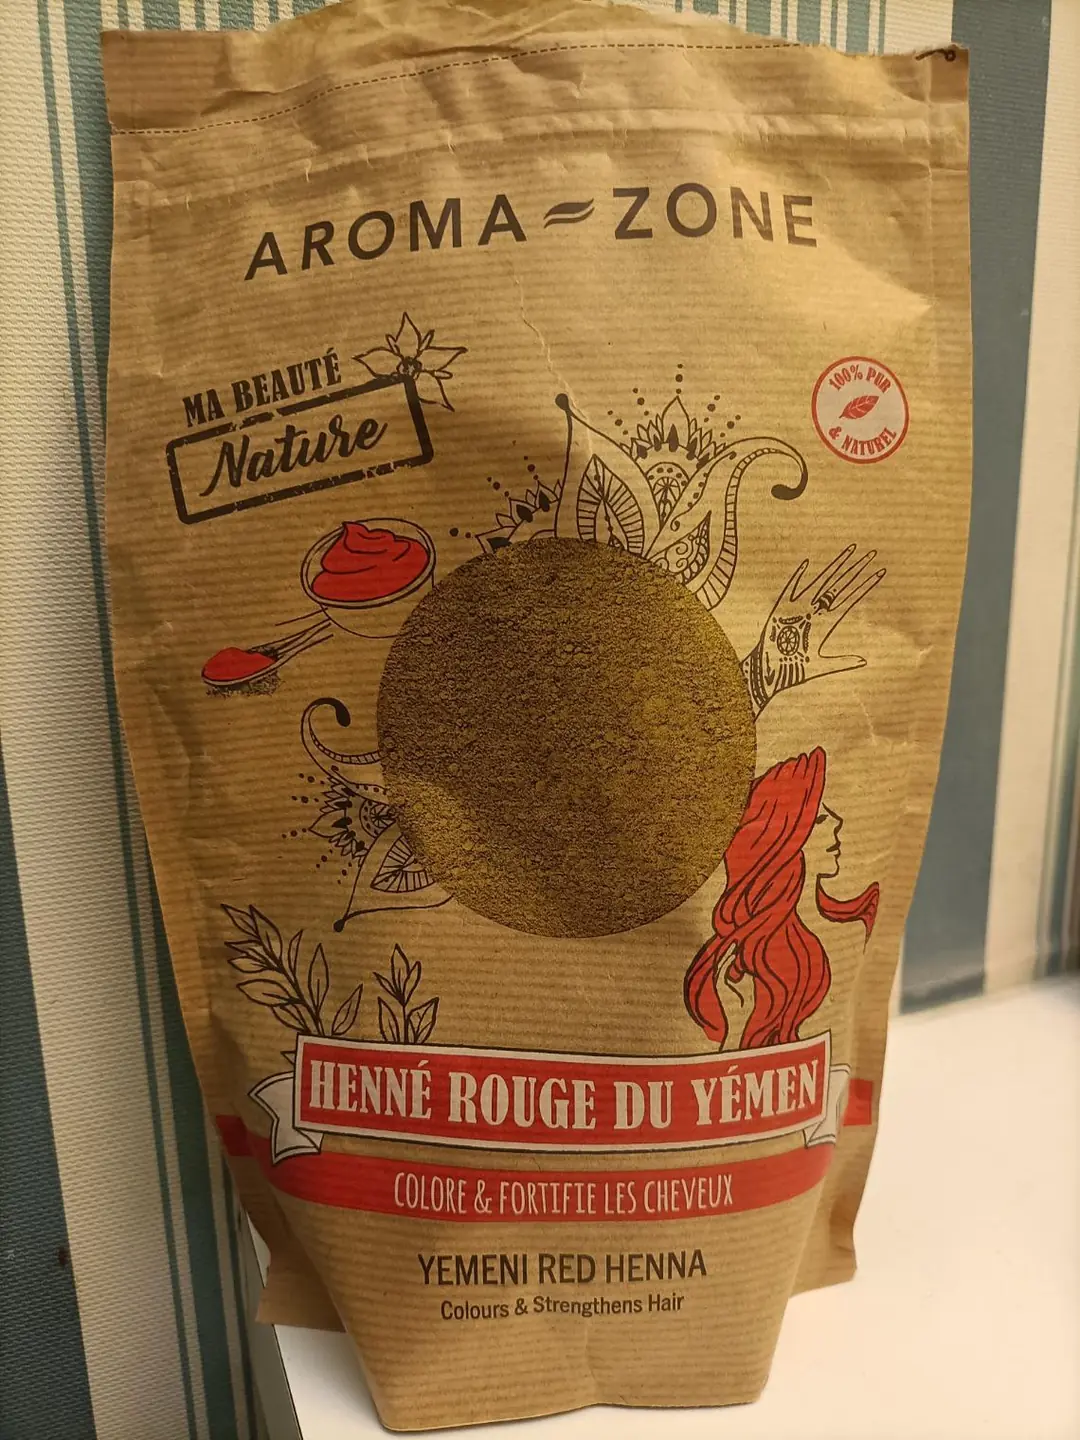 AROMA-ZONE
MA BEAUTÉ
Nature
100% PUR
& NATUREL
HENNÉ ROUGE DU YÉMEN
COLORE & FORTIFIE LES CHEVEUX
YEMENI RED HENNA
Colours & Strengthens Hair